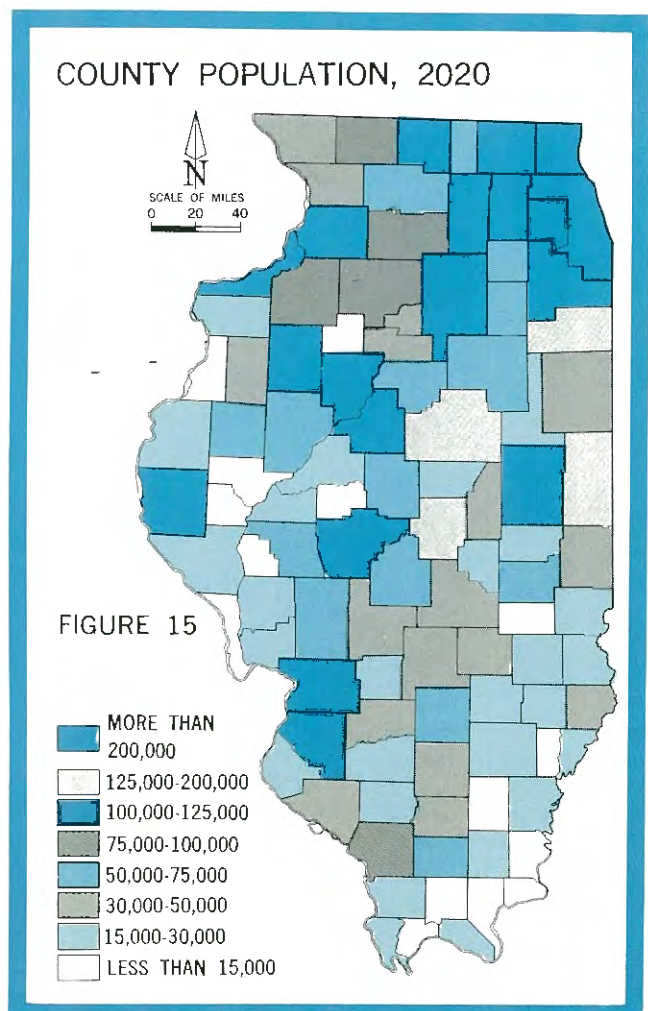 COUNTY POPULATION, 2020
N
SCALE OF MILES
0 20 40
FIGURE 15
MORE THAN
200,000
125,000-200,000
100,000-125,000
75,000-100,000
50,000-75,000
30,000-50,000
15,000-30,000
LESS THAN 15,000